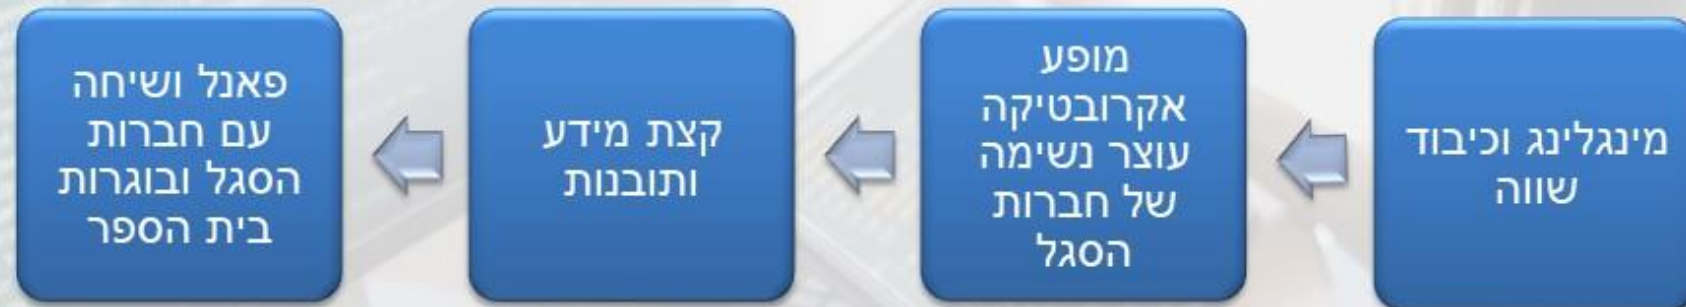 מינגלינג וכיבוד
שווה
מופע
אקרובטיקה
עוצר נשימה
של חברות
הסגל
קצת מידע
ותובנות
פאנל ושיחה
עם חברות
הסגל ובוגרות
בית הספר